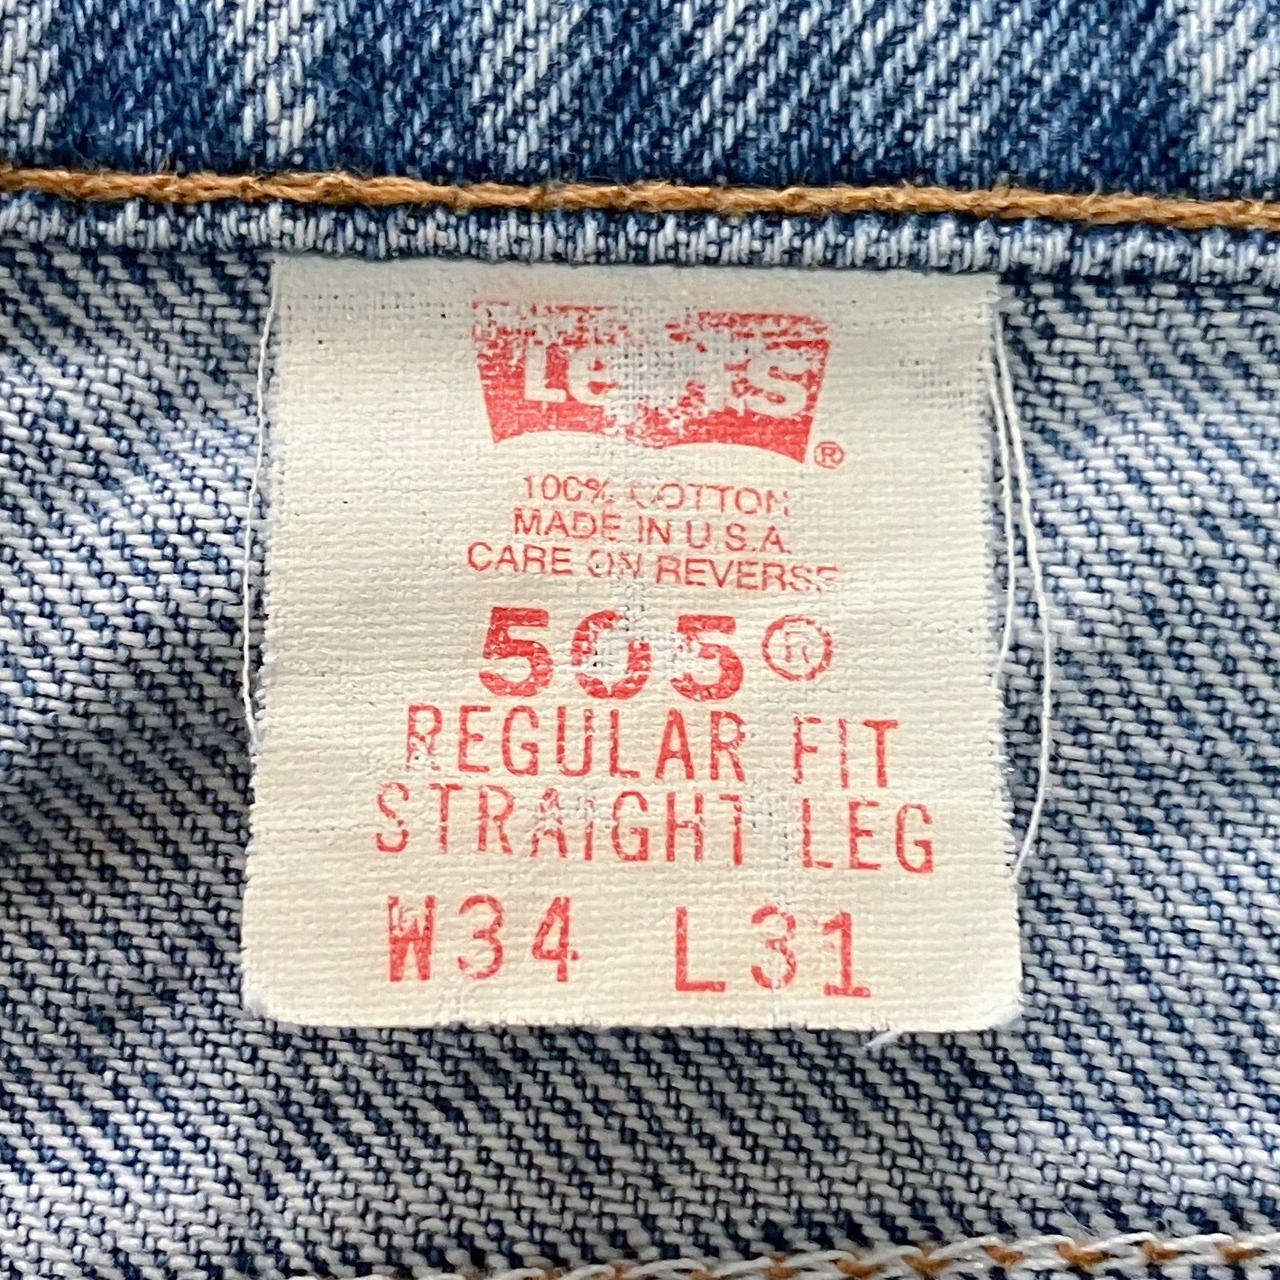 Levi's ®
100% COTTON
MADE IN U.S.A.
CARE ON REVERSE
505®
REGULAR FIT
STRAIGHT LEG
W34 L31